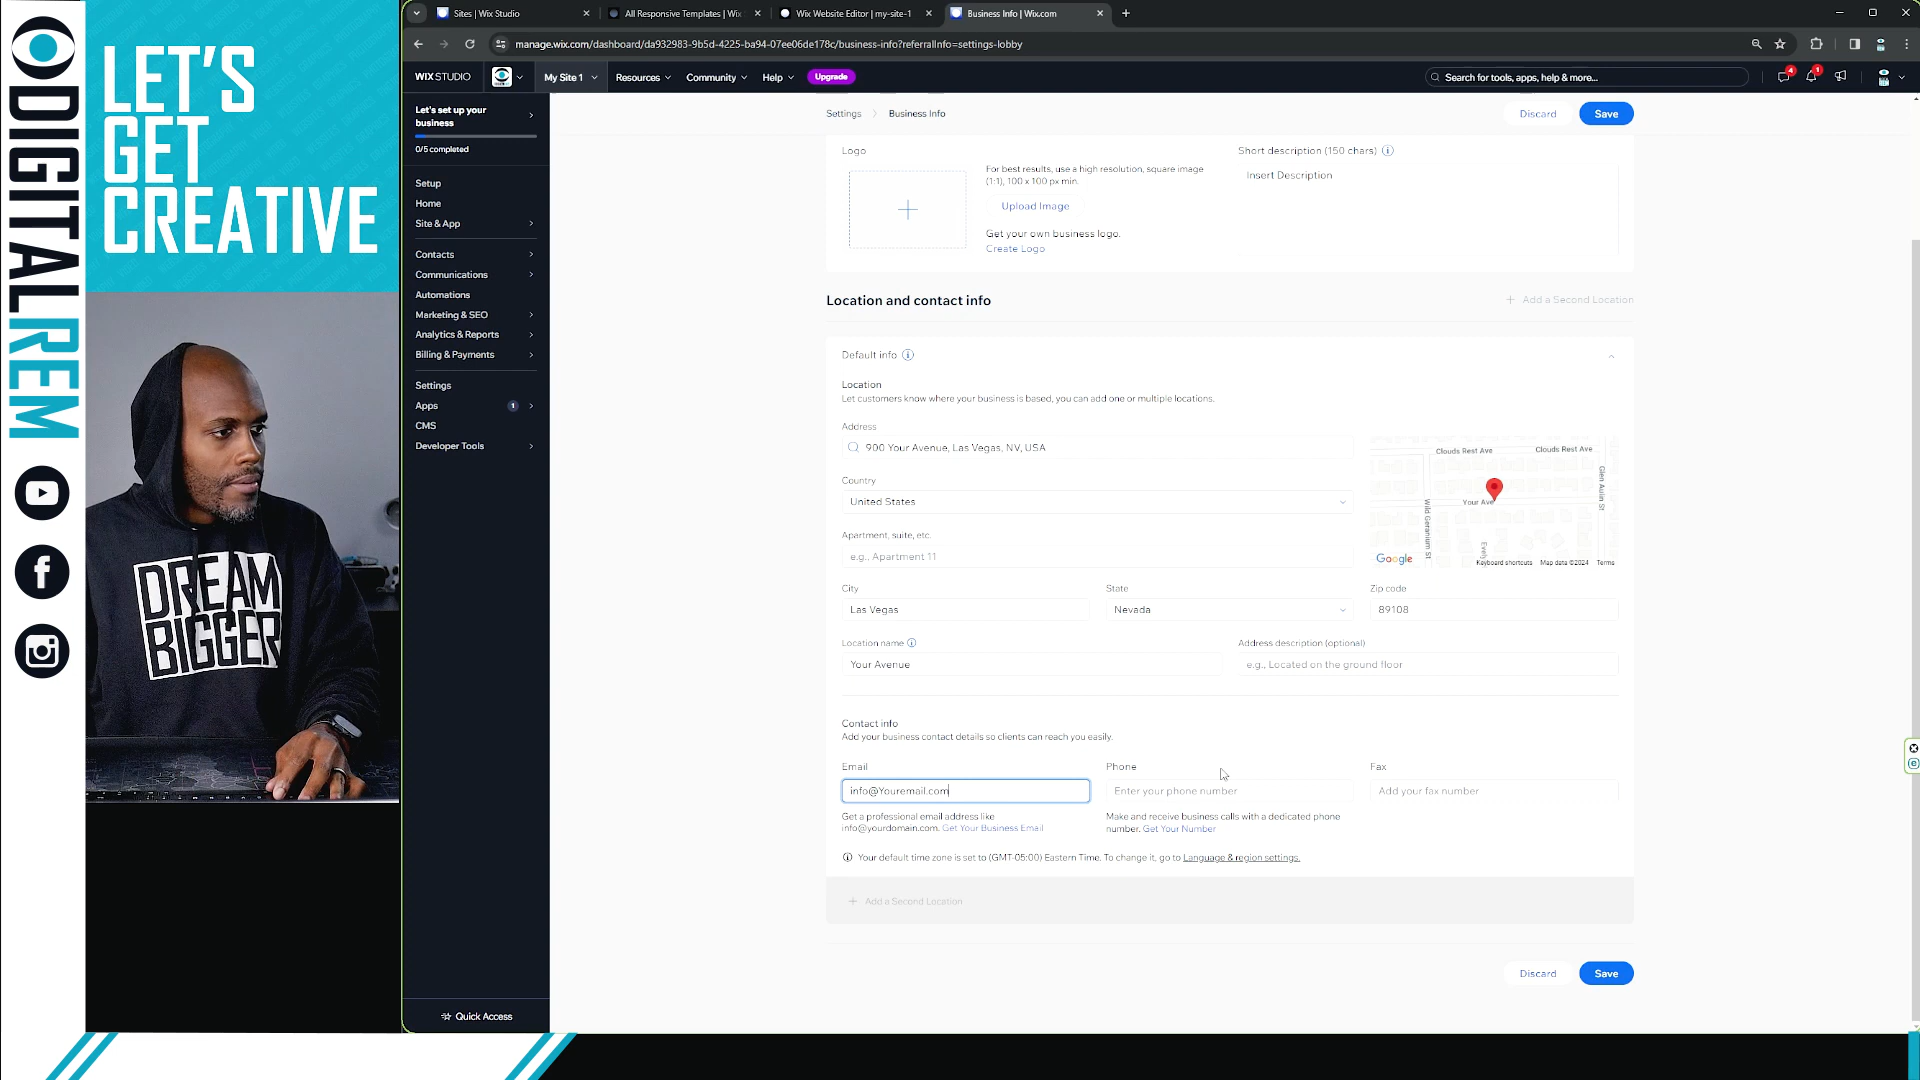 DIGITALREM
LET'S
GET
CREATIVE
DREAM
BIGGER
Sites | Wix Studio
All Responsive Templates | Wix
Wix Website Editor | my-site-1
Business Info | Wix.com
manage.wix.com/dashboard/da932983-9b5d-4225-ba94-07ee06de178c/business-info?referralInfo=settings-lobby
WIX STUDIO
My Site 1
Resources
Community
Help
Upgrade
Search for tools, apps, help & more...
4
1
Let's set up your
business
0/5 completed
Setup
Home
Site & App
Contacts
Communications
Automations
Marketing & SEO
Analytics & Reports
Billing & Payments
Settings
Apps 1
CMS
Developer Tools
Quick Access
Settings > Business Info
Discard
Save
Logo
For best results, use a high resolution, square image
(1:1), 100 x 100 px min.
Upload Image
Get your own business logo.
Create Logo
Short description (150 chars)
Insert Description
Location and contact info
+ Add a Second Location
Default info
Location
Let customers know where your business is based, you can add one or multiple locations.
Address
900 Your Avenue, Las Vegas, NV, USA
Country
United States
Apartment, suite, etc.
e.g., Apartment 11
City
Las Vegas
State
Nevada
Zip code
89108
Location name
Your Avenue
Address description (optional)
e.g., Located on the ground floor
Clouds Rest Ave
Clouds Rest Ave
Glen Aulin St
Your Ave
Wild Geranium St
Google
Keyboard shortcuts
Map data ©2024
Terms
Contact info
Add your business contact details so clients can reach you easily.
Email
info@Youremail.com
Get a professional email address like
info@yourdomain.com. Get Your Business Email
Phone
Enter your phone number
Make and receive business calls with a dedicated phone
number. Get Your Number
Fax
Add your fax number
Your default time zone is set to (GMT-05:00) Eastern Time. To change it, go to Language & region settings.
+ Add a Second Location
Discard
Save